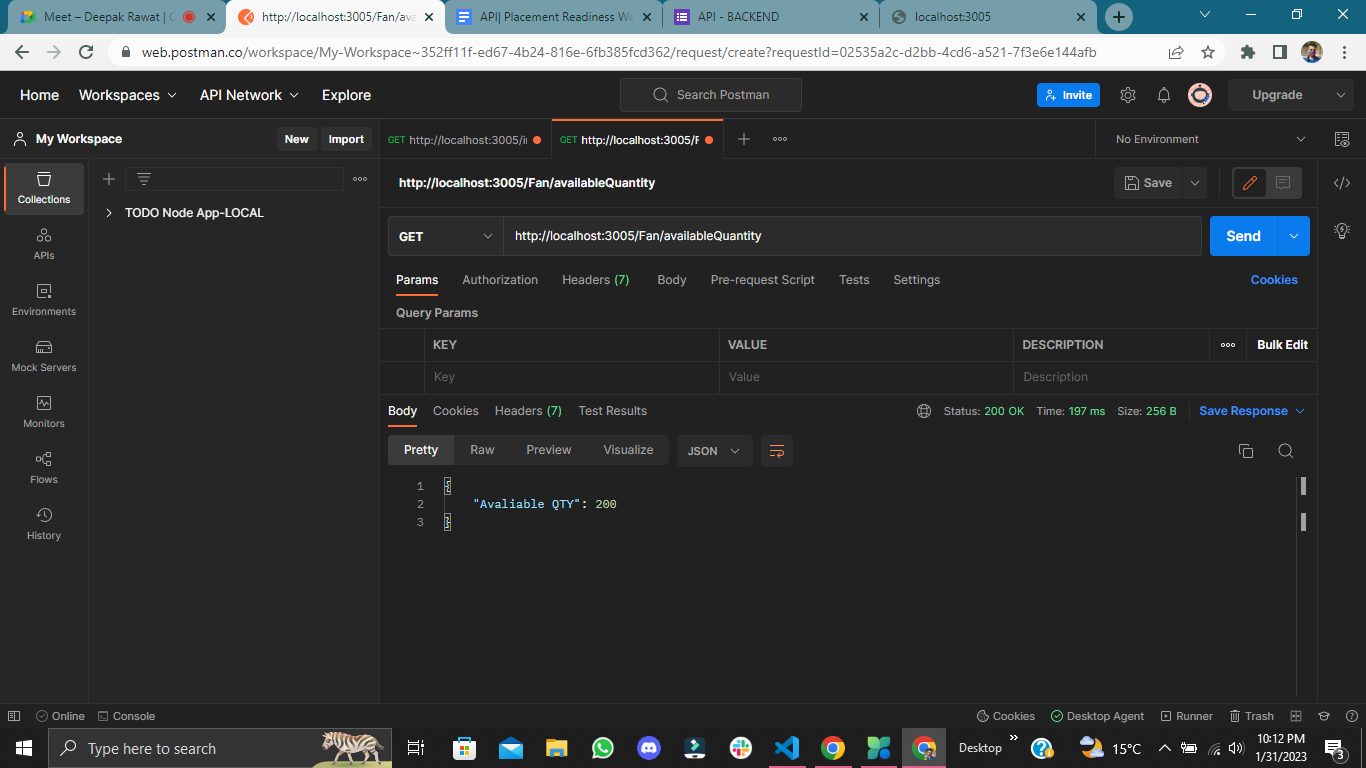 Meet – Deepak Rawat | C
http://localhost:3005/Fan/ava
API| Placement Readiness We
API - BACKEND
localhost:3005
web.postman.co/workspace/My-Workspace~352ff11f-ed67-4b24-816e-6fb385fcd362/request/create?requestId=02535a2c-d2bb-4cd6-a521-7f3e6e144afb
Home Workspaces API Network Explore
Search Postman
Invite
Upgrade
My Workspace
New Import
GET http://localhost:3005/i
GET http://localhost:3005/F
No Environment
Collections
APIs
Environments
Mock Servers
Monitors
Flows
History
TODO Node App-LOCAL
http://localhost:3005/Fan/availableQuantity
Save
GET http://localhost:3005/Fan/availableQuantity
Send
Params Authorization Headers (7) Body Pre-request Script Tests Settings
Cookies
Query Params
KEY VALUE DESCRIPTION
Bulk Edit
Key Value Description
Body Cookies Headers (7) Test Results
Status: 200 OK Time: 197 ms Size: 256 B
Save Response
Pretty Raw Preview Visualize JSON
1 {
2 "Avaliable QTY": 200
3 }
Online Console
Cookies Desktop Agent Runner Trash
Type here to search
Desktop
15°C
10:12 PM
1/31/2023
3